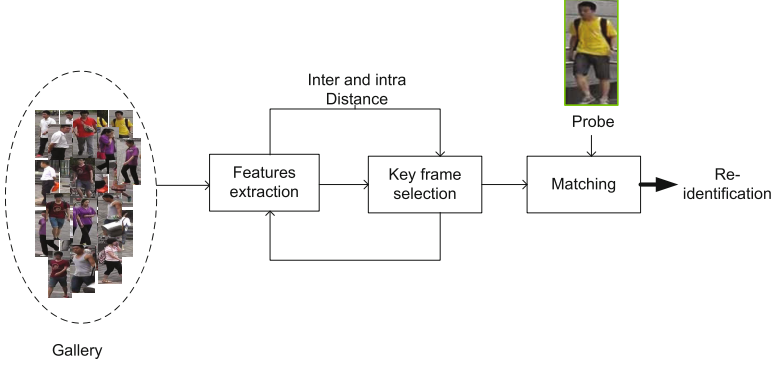 Inter and intra
Distance
Probe
Features
extraction
Key frame
selection
Matching
Re-
identification
Gallery